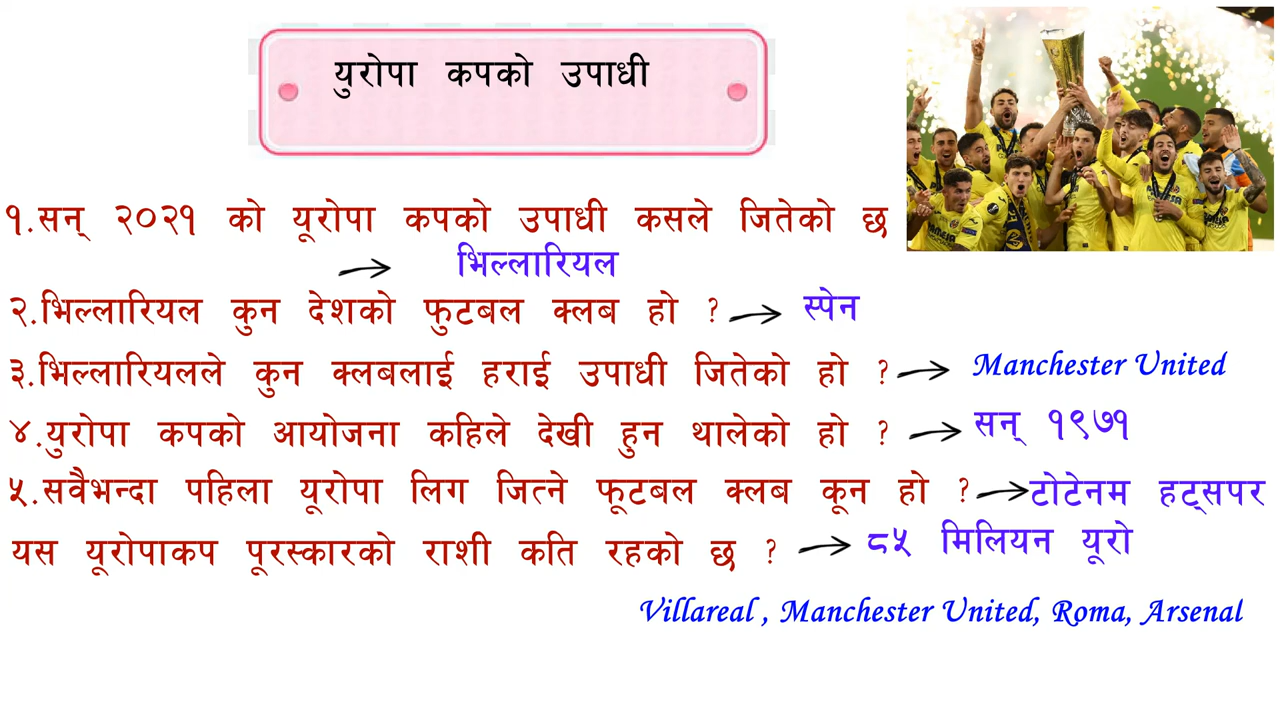 युरोपा कपको उपाधी
१.सन् २०२१ को यूरोपा कपको उपाधी कसले जितेको छ
भिल्लारियल
२.भिल्लारियल कुन देशको फुटबल क्लब हो ? स्पेन
३.भिल्लारियलले कुन क्लबलाई हराई उपाधी जितेको हो ? Manchester United
४.युरोपा कपको आयोजना कहिले देखी हुन थालेको हो ? सन् १९७१
५.सवैभन्दा पहिला यूरोपा लिग जित्ने फूटबल क्लब कून हो ? टोटेनम हट्सपर
यस यूरोपाकप पूरस्कारको राशी कति रहको छ ? ८५ मिलियन यूरो
Villareal , Manchester United, Roma, Arsenal